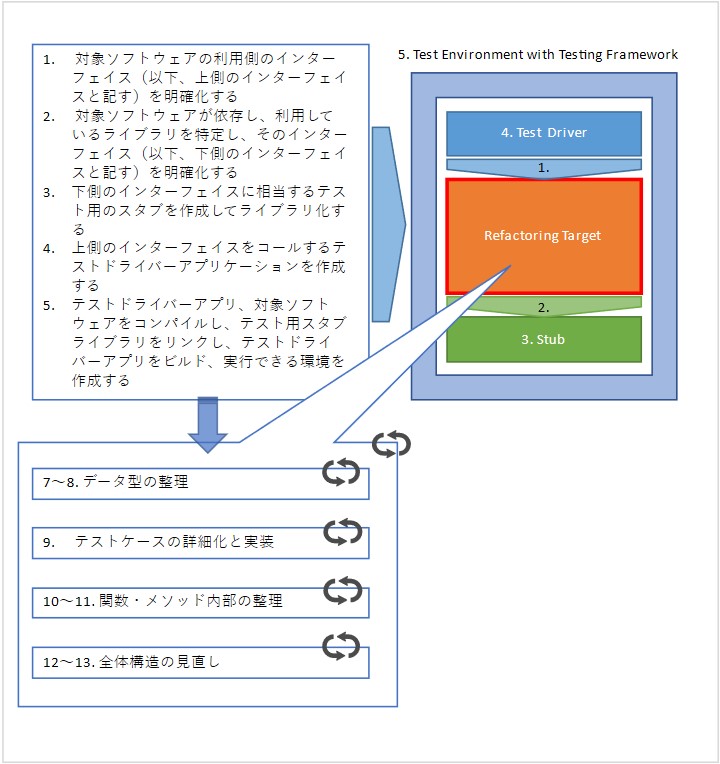 1. 対象ソフトウェアの利用側のインター
フェイス（以下、上側のインターフェイ
スと記す）を明確化する
2. 対象ソフトウェアが依存し、利用して
いるライブラリを特定し、そのインター
フェイス（以下、下側のインターフェイ
スと記す）を明確化する
3. 下側のインターフェイスに相当するテス
ト用のスタブを作成してライブラリ化す
る
4. 上側のインターフェイスをコールするテ
ストドライバーアプリケーションを作成
する
5. テストドライバーアプリ、対象ソフト
ウェアをコンパイルし、テスト用スタブ
ライブラリをリンクし、テストドライ
バーアプリをビルド、実行できる環境を
作成する
5. Test Environment with Testing Framework
4. Test Driver
1.
Refactoring Target
2.
3. Stub
7～8. データ型の整理
9. テストケースの詳細化と実装
10～11. 関数・メソッド内部の整理
12～13. 全体構造の見直し